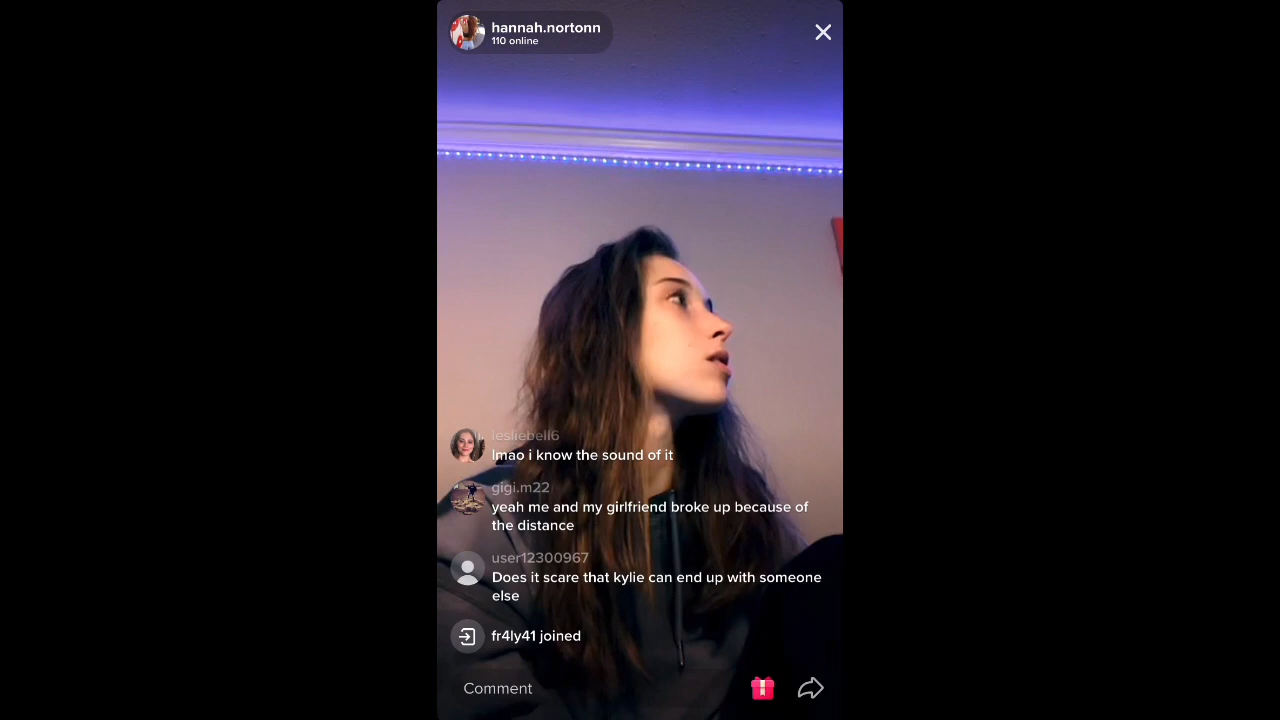 hannah.nortonn
110 online
lesliebell6
lmao i know the sound of it
gigi.m22
yeah me and my girlfriend broke up because of
the distance
user12300967
Does it scare that kylie can end up with someone
else
fr4ly41 joined
Comment